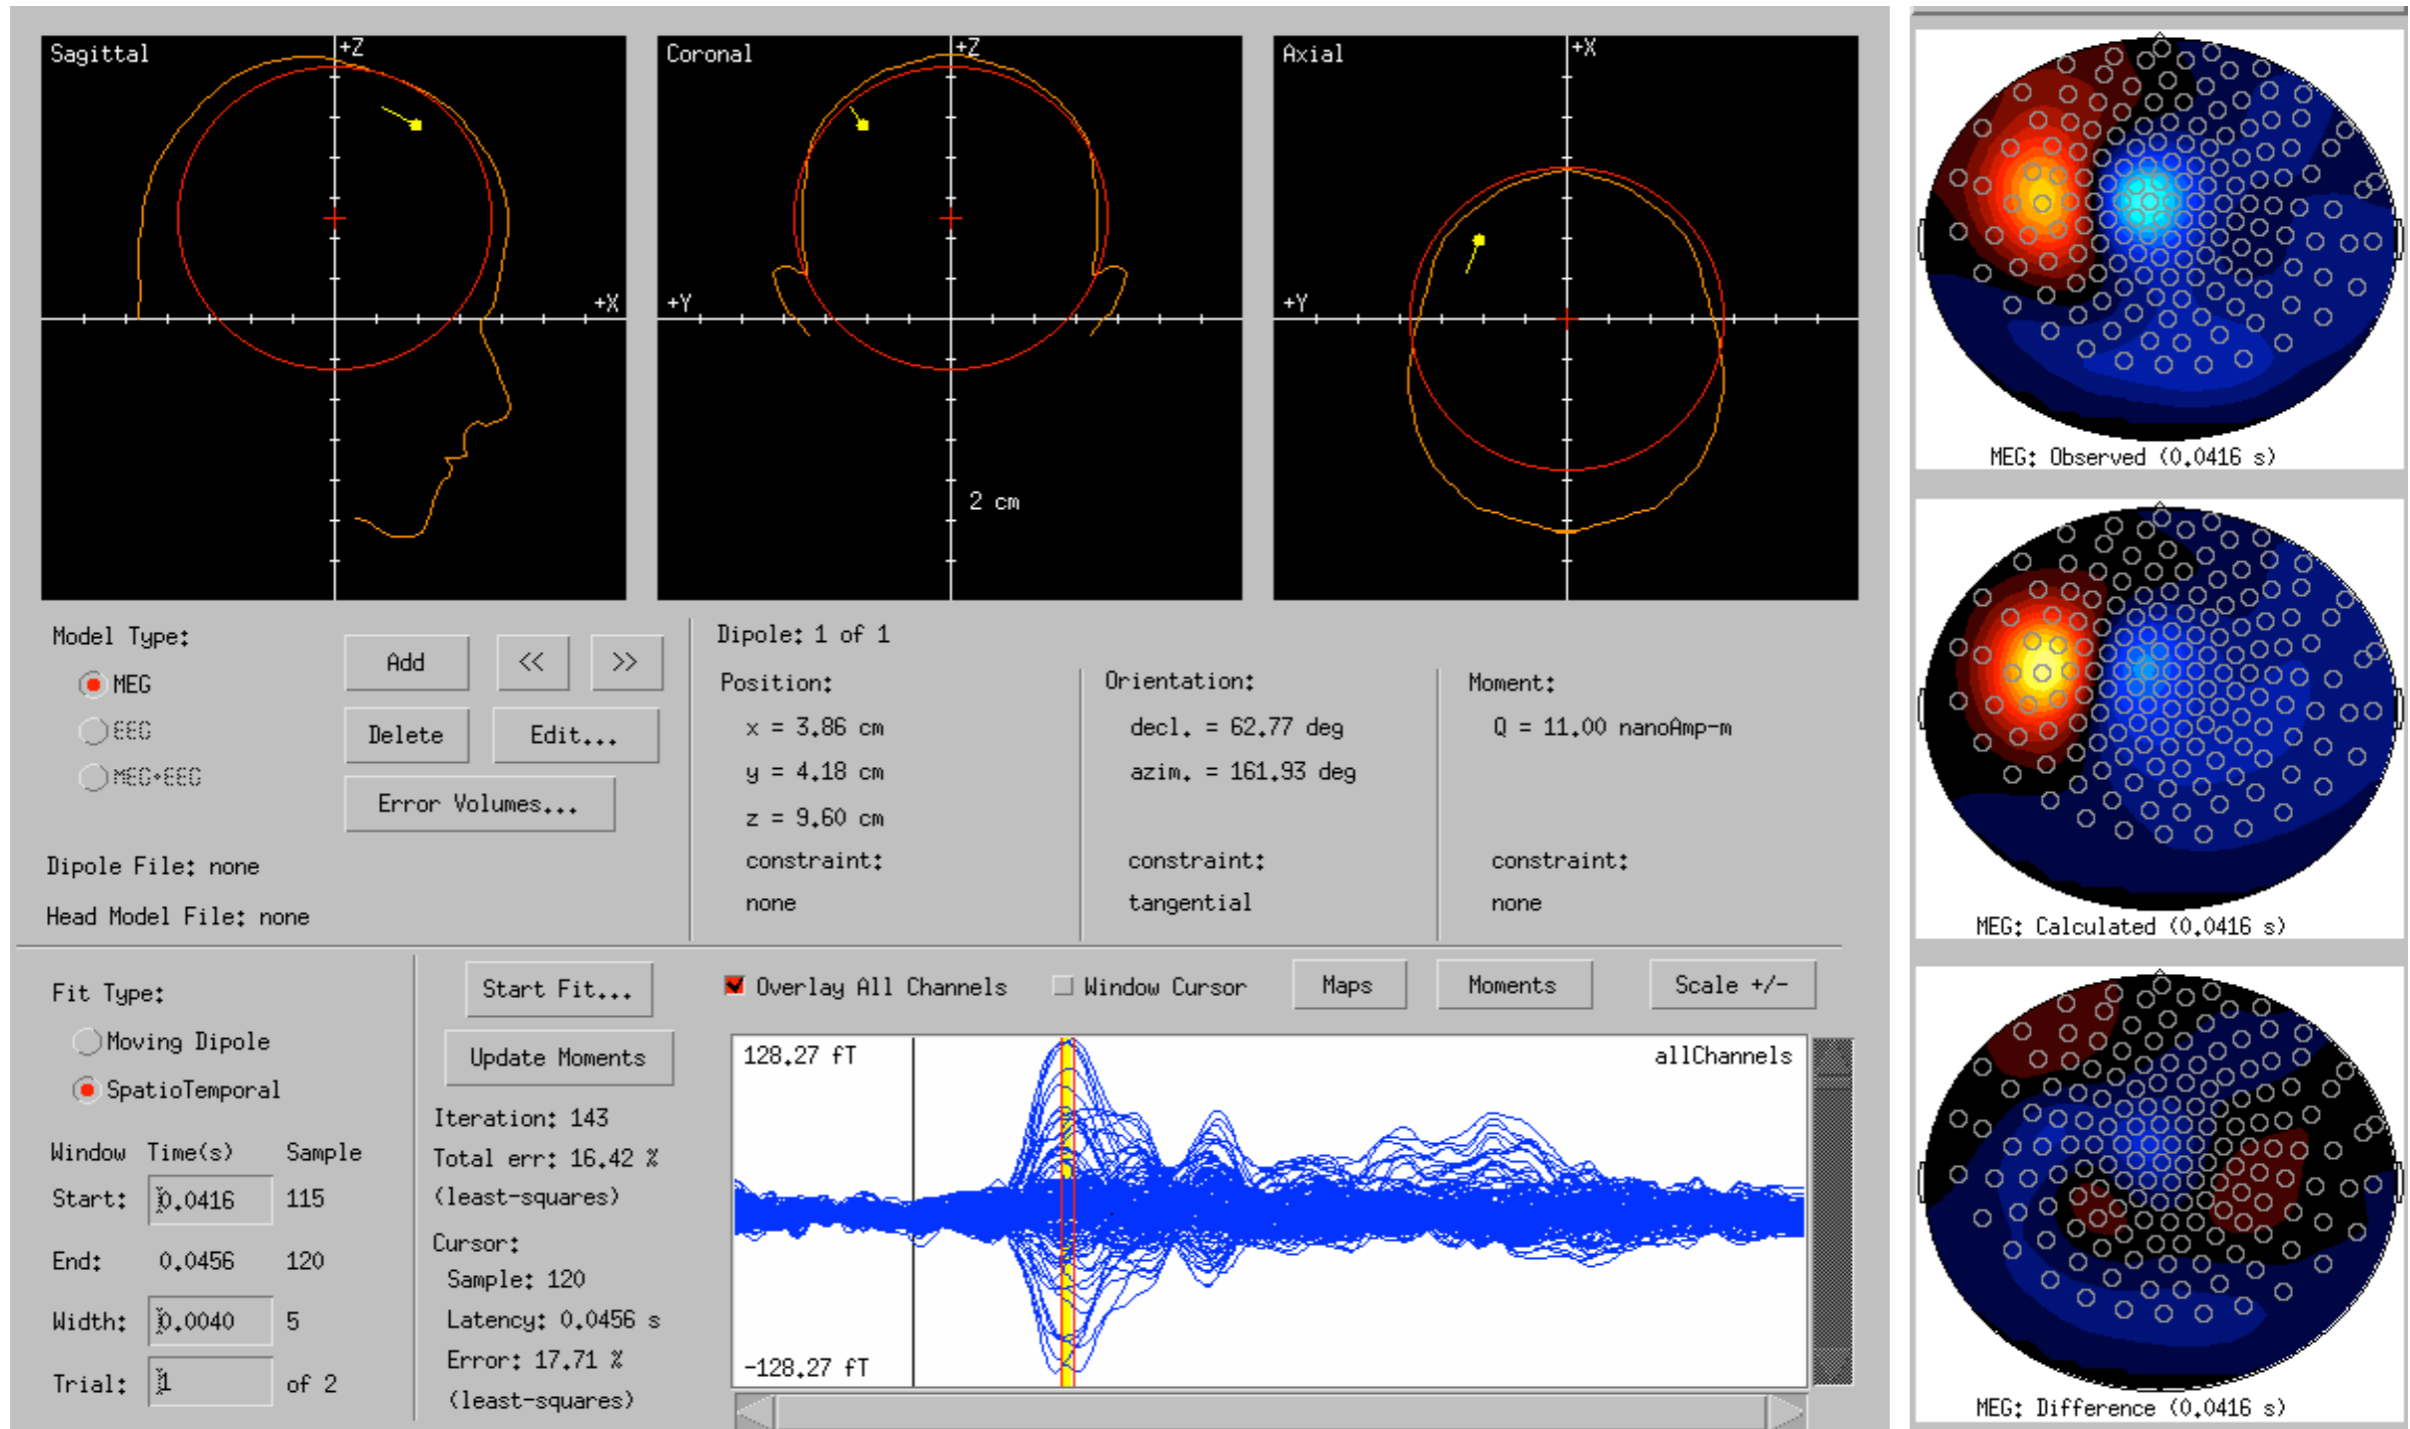 Sagittal
+Z
+X
Coronal
+Z
+Y
2 cm
Axial
+X
+Y
MEG: Observed (0.0416 s)
MEG: Calculated (0.0416 s)
MEG: Difference (0.0416 s)
Model Type:
MEG
EEG
MEG+EEG
Add
<<
>>
Delete
Edit...
Error Volumes...
Dipole File: none
Head Model File: none
Dipole: 1 of 1
Position:
x = 3.86 cm
y = 4.18 cm
z = 9.60 cm
constraint:
none
Orientation:
decl. = 62.77 deg
azim. = 161.93 deg
constraint:
tangential
Moment:
Q = 11.00 nanoAmp-m
constraint:
none
Fit Type:
Moving Dipole
SpatioTemporal
Window Time(s) Sample
Start: 0.0416 115
End: 0.0456 120
Width: 0.0040 5
Trial: 1 of 2
Start Fit...
Update Moments
Iteration: 143
Total err: 16.42 %
(least-squares)
Cursor:
Sample: 120
Latency: 0.0456 s
Error: 17.71 %
(least-squares)
Overlay All Channels
Window Cursor
Maps
Moments
Scale +/-
128.27 fT
allChannels
-128.27 fT